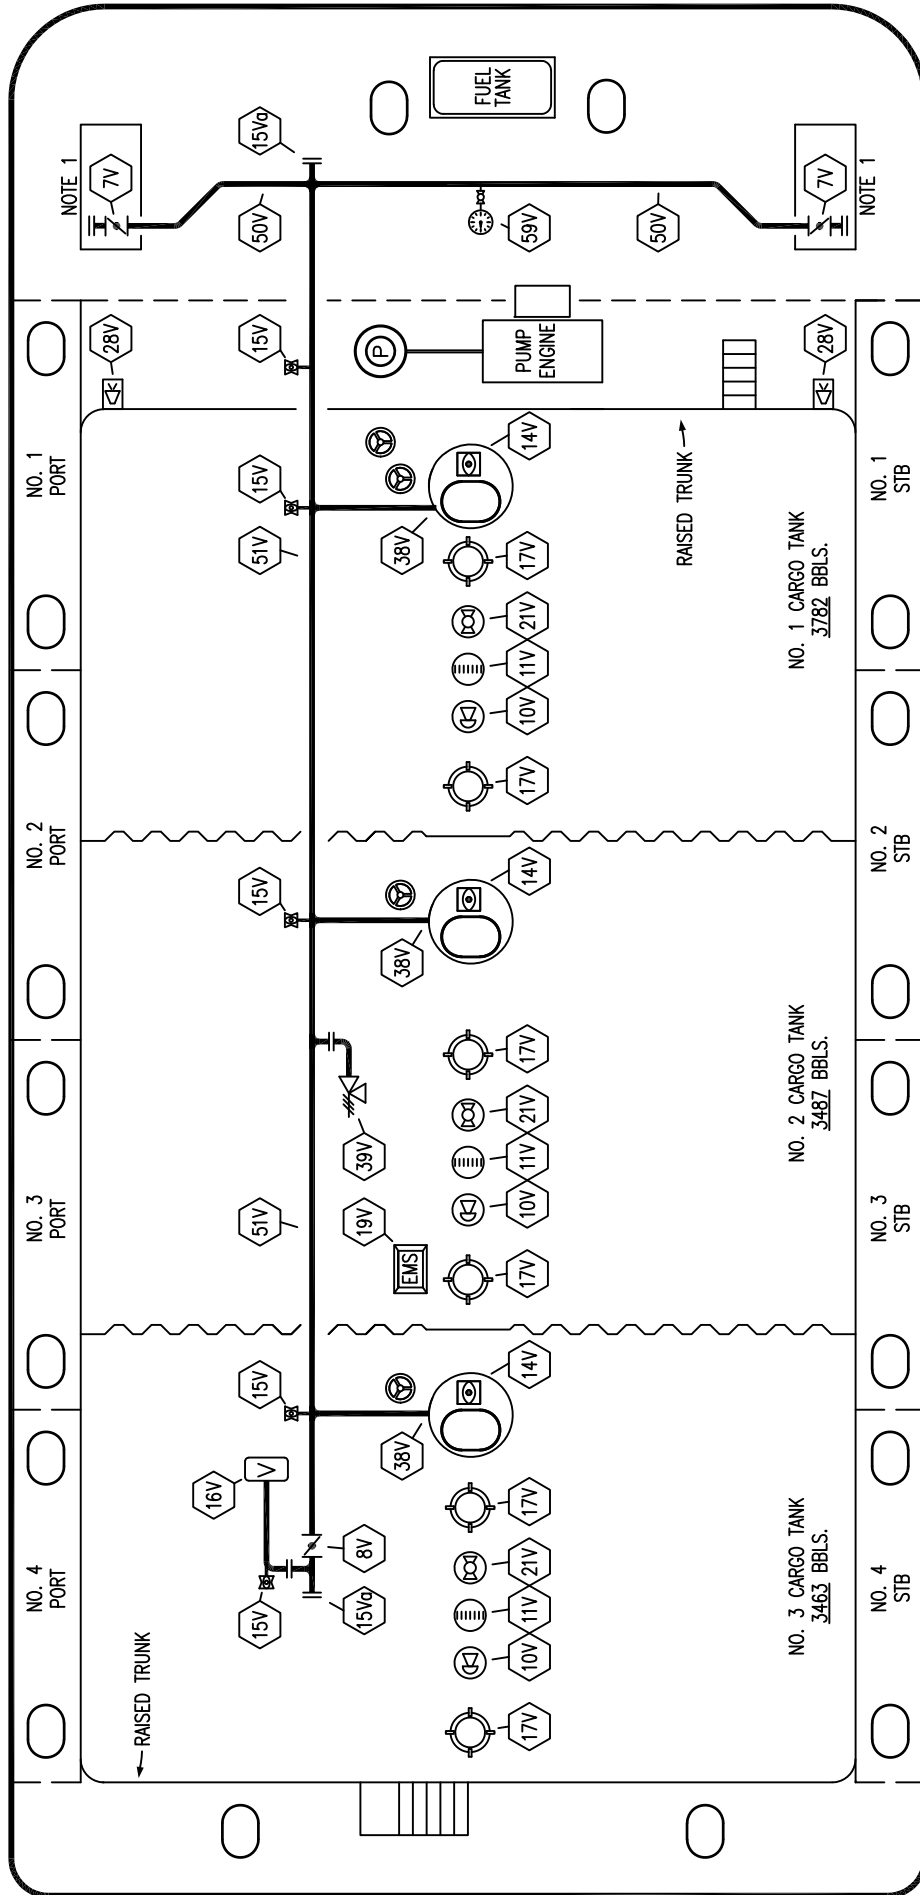 FUEL
TANK
NOTE 1
7V
15Va
50V
59V
50V
7V
NOTE 1
28V
15V
P
PUMP
ENGINE
28V
NO. 1
PORT
15V
51V
38V
14V
17V
21V
11V
10V
17V
RAISED TRUNK
NO. 1 CARGO TANK
3782 BBLS.
NO. 1
STB
NO. 2
PORT
15V
38V
14V
NO. 2
STB
39V
17V
21V
11V
10V
17V
19V
EMS
51V
NO. 2 CARGO TANK
3487 BBLS.
NO. 3
PORT
NO. 3
STB
15V
38V
14V
16V
V
8V
15V
15Va
17V
21V
11V
10V
17V
NO. 3 CARGO TANK
3463 BBLS.
NO. 4
PORT
NO. 4
STB
RAISED TRUNK